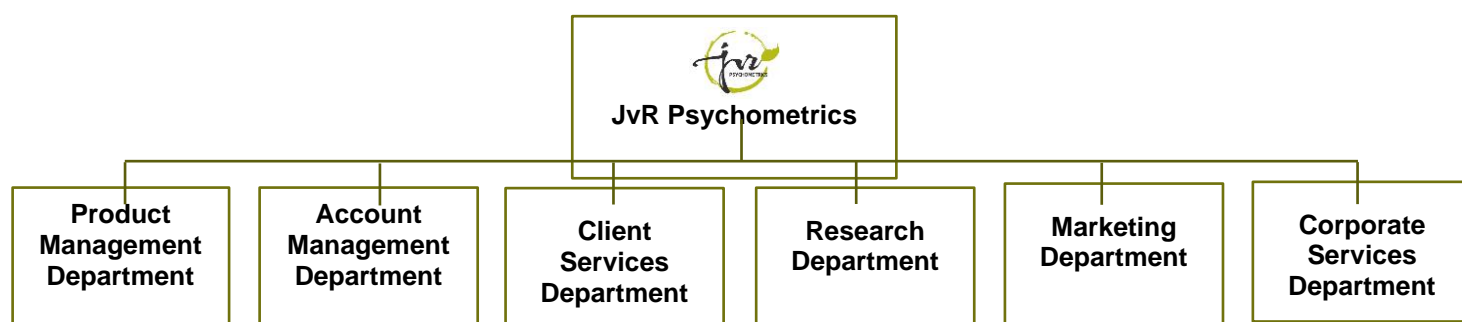 jvr
PSYCHOMETRICS
JvR Psychometrics
Product
Management
Department
Account
Management
Department
Client
Services
Department
Research
Department
Marketing
Department
Corporate
Services
Department